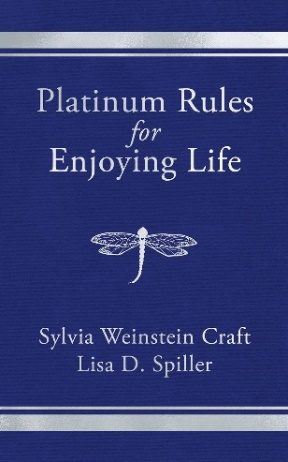 Platinum Rules
for
Enjoying Life
Sylvia Weinstein Craft
Lisa D. Spiller